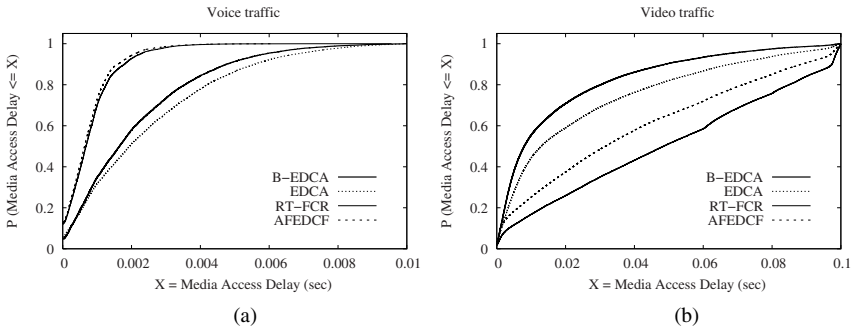 Voice traffic
P (Media Access Delay <= X)
1
0.8
0.6
0.4
0.2
0
B−EDCA
EDCA
RT−FCR
AFEDCF
0
0.002
0.004
0.006
0.008
0.01
X = Media Access Delay (sec)
(a)
Video traffic
P (Media Access Delay <= X)
1
0.8
0.6
0.4
0.2
0
B−EDCA
EDCA
RT−FCR
AFEDCF
0
0.02
0.04
0.06
0.08
0.1
X = Media Access Delay (sec)
(b)